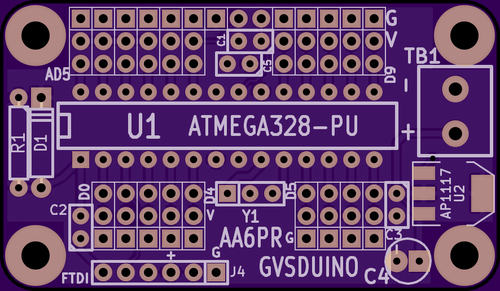 G
C1
V
AD5
C5
D9
TB1
-
U1 ATMEGA328-PU
+
R1
D1
AP1117
U2
D0
D4
D5
C2
V
Y1
C3
AA6PR
G
+
G
FTDI
J4
GVSDUINO
C4